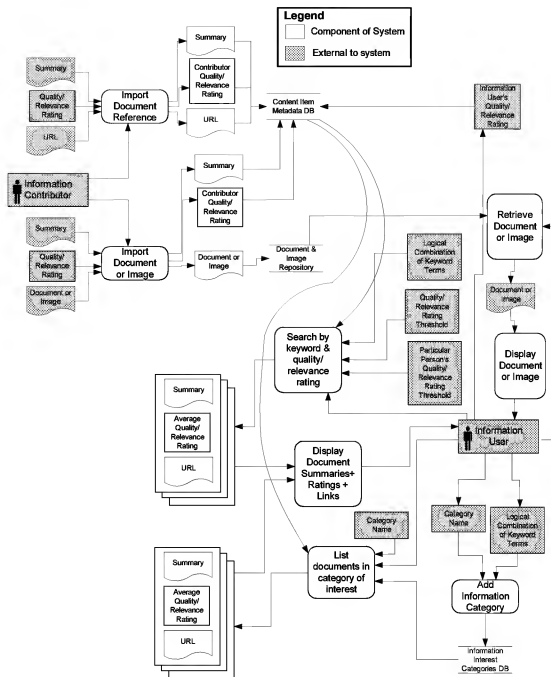 Legend
Component of System
External to system
Summary
Contributor
Quality/
Relevance
Rating
URL
Summary
Quality/
Relevance
Rating
URL
Import
Document
Reference
Content Item
Metadata DB
Information
User's
Quality/
Relevance
Rating
Information
Contributor
Summary
Contributor
Quality/
Relevance
Rating
Summary
Quality/
Relevance
Rating
Document or
Image
Import
Document
or Image
Document or
Image
Document &
Image
Repository
Retrieve
Document
or Image
Logical
Combination
of Keyword
Terms
Document or
Image
Quality/
Relevance
Rating
Threshold
Search by
keyword &
quality/
relevance
rating
Particular
Person's
Quality/
Relevance
Rating
Threshold
Display
Document
or Image
Summary
Average
Quality/
Relevance
Rating
URL
Information
User
Display
Document
Summaries+
Ratings +
Links
Category
Name
Category
Name
Logical
Combination
of Keyword
Terms
List
documents in
category of
interest
Summary
Average
Quality/
Relevance
Rating
URL
Add
Information
Category
Information
Interest
Categories DB